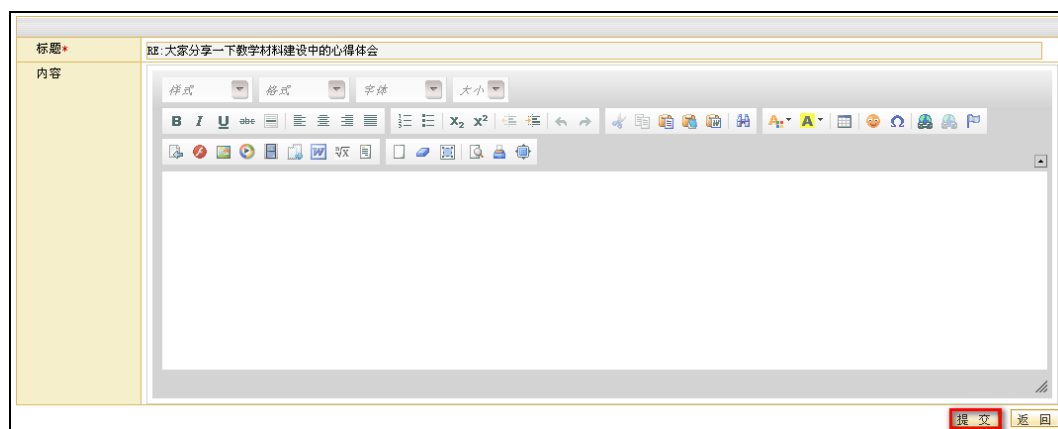 标题* RE:大家分享一下教学材料建设中的心得体会
内容
样式 格式 字体 大小
提 交 返 回